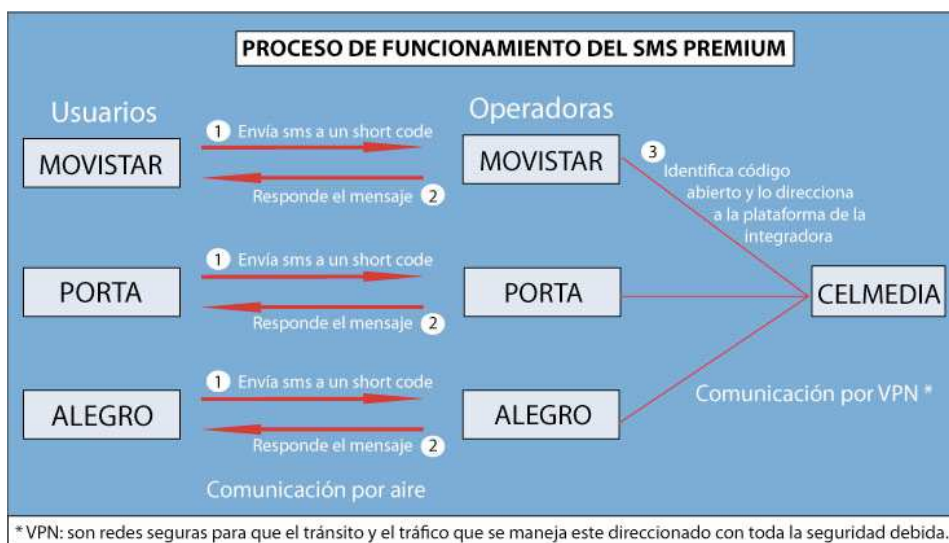 PROCESO DE FUNCIONAMIENTO DEL SMS PREMIUM
Usuarios
Operadoras
1 Envía sms a un short code
MOVISTAR
MOVISTAR
Responde el mensaje 2
3
Identifica código
abierto y lo direcciona
a la plataforma de la
integradora
1 Envía sms a un short code
PORTA
PORTA
CELMEDIA
Responde el mensaje 2
1 Envía sms a un short code
ALEGRO
ALEGRO
Comunicación por VPN *
Responde el mensaje 2
Comunicación por aire
* VPN: son redes seguras para que el tránsito y el tráfico que se maneja este direccionado con toda la seguridad debida.